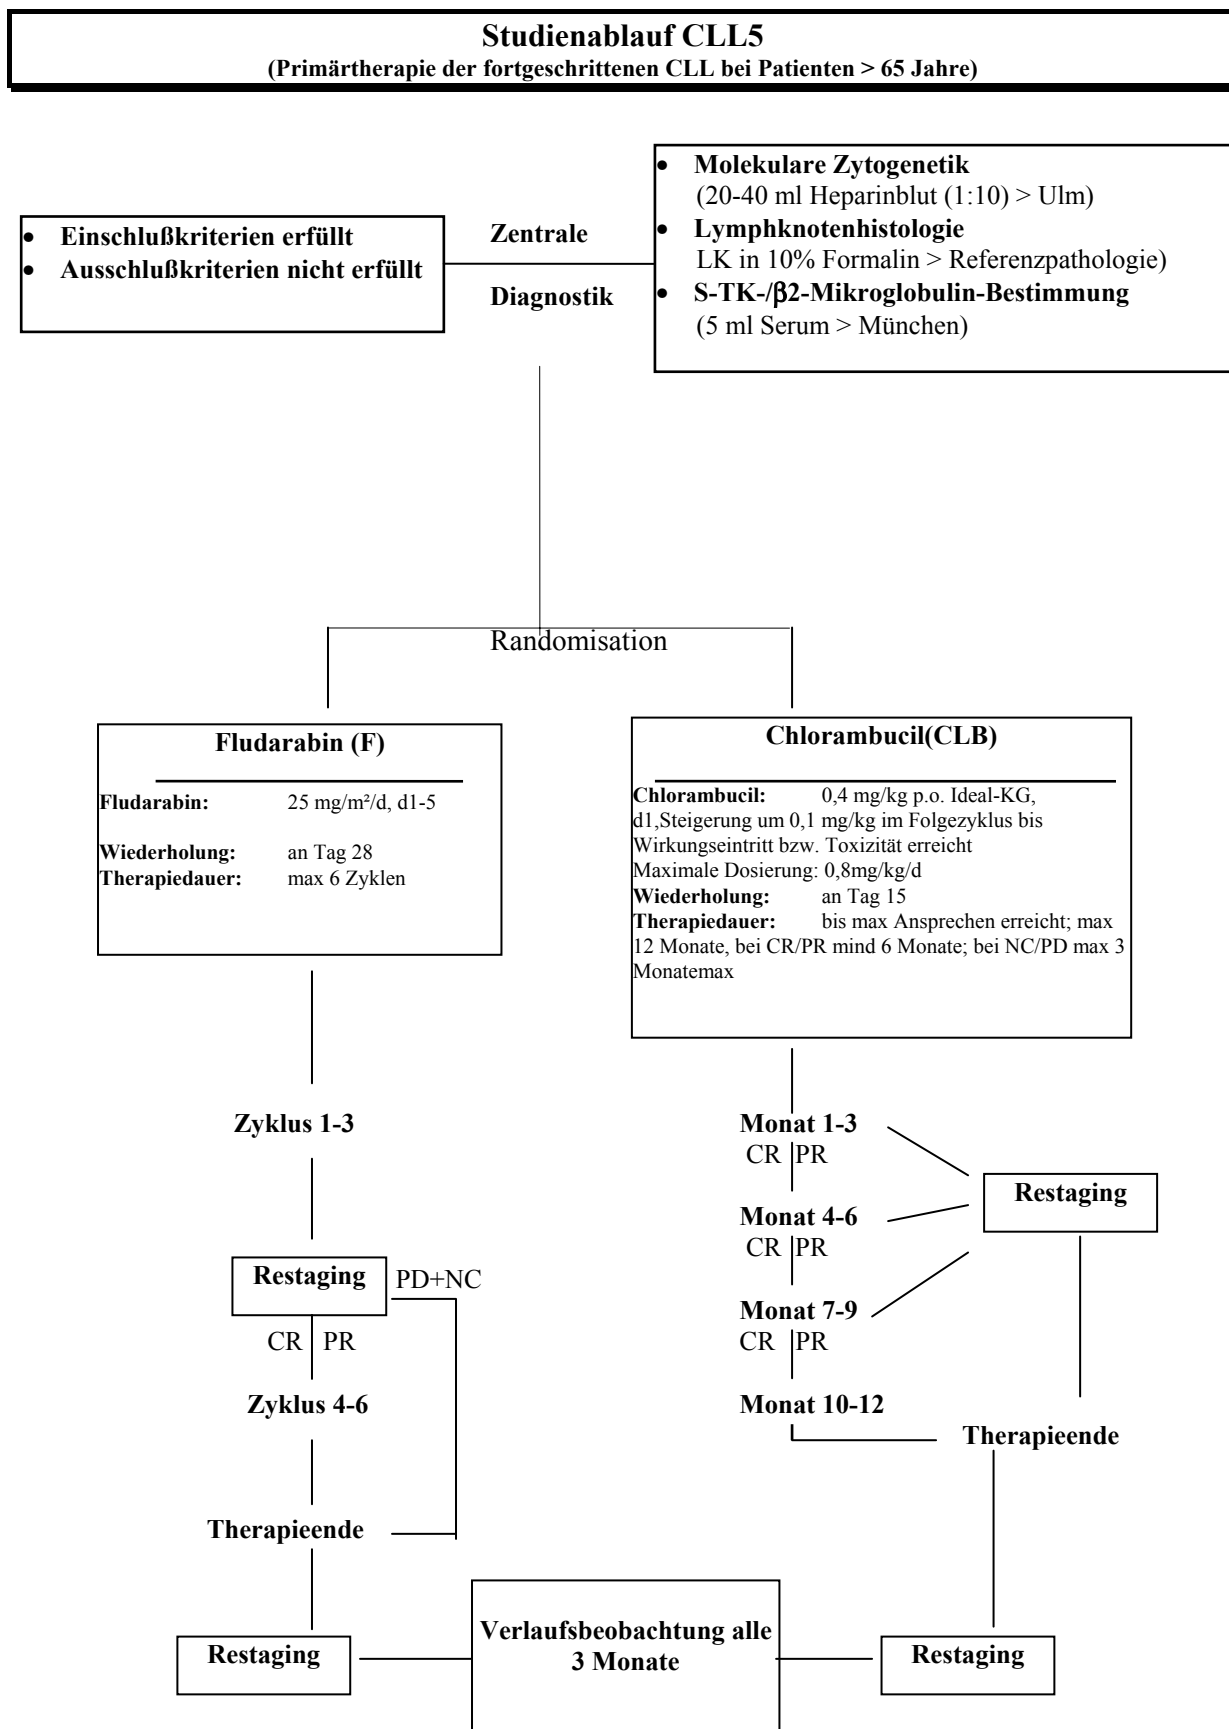 Studienablauf CLL5
(Primärtherapie der fortgeschrittenen CLL bei Patienten > 65 Jahre)
• Einschlußkriterien erfüllt
• Ausschlußkriterien nicht erfüllt
Zentrale
Diagnostik
• Molekulare Zytogenetik
(20-40 ml Heparinblut (1:10) > Ulm)
• Lymphknotenhistologie
LK in 10% Formalin > Referenzpathologie)
• S-TK-/β2-Mikroglobulin-Bestimmung
(5 ml Serum > München)
Randomisation
Fludarabin (F)
Fludarabin: 25 mg/m²/d, d1-5
Wiederholung: an Tag 28
Therapiedauer: max 6 Zyklen
Chlorambucil(CLB)
Chlorambucil: 0,4 mg/kg p.o. Ideal-KG,
d1,Steigerung um 0,1 mg/kg im Folgezyklus bis
Wirkungseintritt bzw. Toxizität erreicht
Maximale Dosierung: 0,8mg/kg/d
Wiederholung: an Tag 15
Therapiedauer: bis max Ansprechen erreicht; max
12 Monate, bei CR/PR mind 6 Monate; bei NC/PD max 3
Monatemax
Zyklus 1-3
Restaging
PD+NC
CR PR
Zyklus 4-6
Therapieende
Restaging
Monat 1-3
CR PR
Monat 4-6
CR PR
Monat 7-9
CR PR
Monat 10-12
Restaging
Therapieende
Verlaufsbeobachtung alle
3 Monate
Restaging